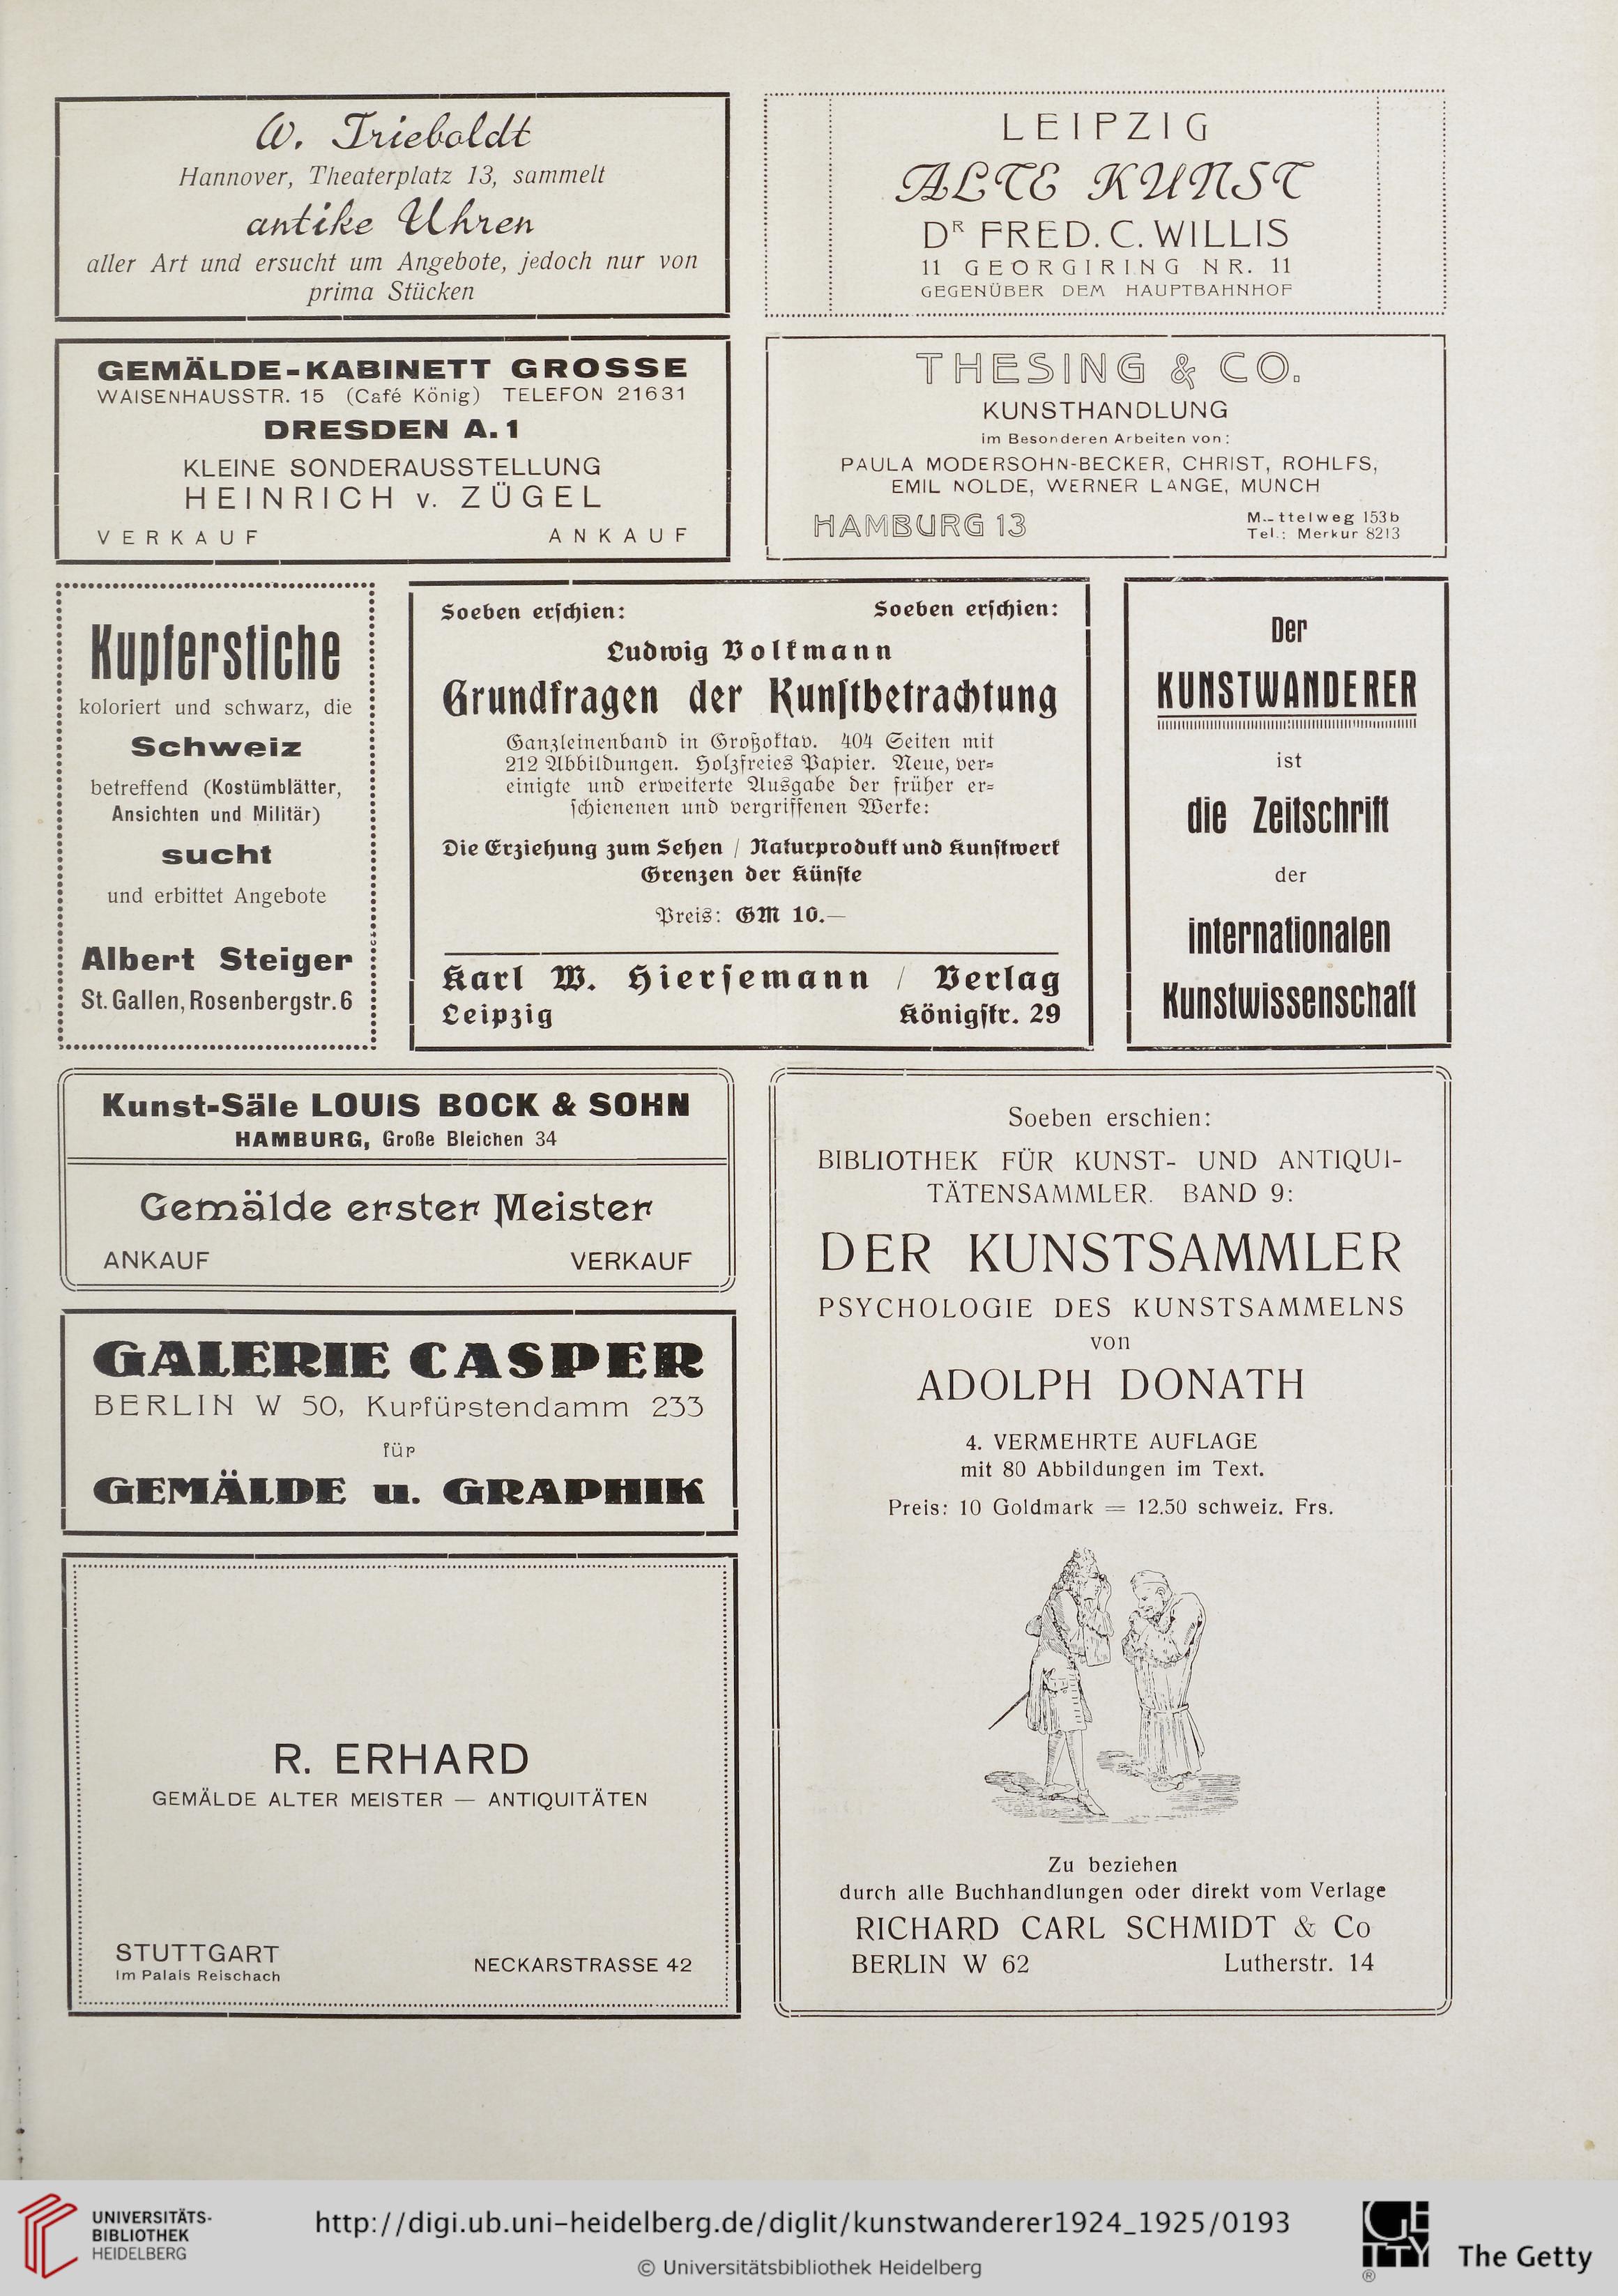 W. Trieboldt
Hannover, Theaterplatz 13, sammelt
antike Uhren
aller Art und ersucht um Angebote, jedoch nur von
prima Stücken
LEIPZIG
ALTE KUNST
DR FRED. C. WILLIS
11 GEORGIRING NR. 11
GEGENÜBER DEM HAUPTBAHNHOF
GEMÄLDE-KABINETT GROSSE
WAISENHAUSSTR. 15 (Café König) TELEFON 21631
DRESDEN A. 1
KLEINE SONDERAUSSTELLUNG
HEINRICH v. ZÜGEL
VERKAUF ANKAUF
THESING & CO.
KUNSTHANDLUNG
im Besonderen Arbeiten von:
PAULA MODERSOHN-BECKER, CHRIST, ROHLFS,
EMIL NOLDE, WERNER LANGE, MUNCH
HAMBURG 13
M--ttelweg 153b
Tel.: Merkur 8213
Kupferstiche
koloriert und schwarz, die
Schweiz
betreffend (Kostümblätter,
Ansichten und Militär)
sucht
und erbittet Angebote
Albert Steiger
St. Gallen, Rosenbergstr. 6
Soeben erschien: Soeben erschien:
Ludwig Volkmann
Grundfragen der Kunstbetrachtung
Ganzleinenband in Großoktav. 404 Seiten mit
212 Abbildungen. Holzfreies Papier. Neue, ver-
einigte und erweiterte Ausgabe der früher er-
schienenen und vergriffenen Werke:
Die Erziehung zum Sehen / Naturprodukt und Kunstwerk
Grenzen der Künste
Preis: GM 10.—
Karl W. Hiersemann / Verlag
Leipzig Königstr. 29
Der
KUNSTWANDERER
ist
die Zeitschrift
der
internationalen
Kunstwissenschaft
Kunst-Säle LOUIS BOCK & SOHN
HAMBURG, Große Bleichen 34
Gemälde erster Meister
ANKAUF VERKAUF
GALERIE CASPER
BERLIN W 50, Kurfürstendamm 233
für
GEMÄLDE u. GRAPHIK
R. ERHARD
GEMÄLDE ALTER MEISTER — ANTIQUITÄTEN
STUTTGART
Im Palais Reischach
NECKARSTRASSE 42
Soeben erschien:
BIBLIOTHEK FÜR KUNST- UND ANTIQUI-
TÄTENSAMMLER. BAND 9:
DER KUNSTSAMMLER
PSYCHOLOGIE DES KUNSTSAMMELNS
von
ADOLPH DONATH
4. VERMEHRTE AUFLAGE
mit 80 Abbildungen im Text.
Preis: 10 Goldmark = 12.50 schweiz. Frs.
Zu beziehen
durch alle Buchhandlungen oder direkt vom Verlage
RICHARD CARL SCHMIDT & Co
BERLIN W 62 Lutherstr. 14
UNIVERSITÄTS-
BIBLIOTHEK
HEIDELBERG
http://digi.ub.uni-heidelberg.de/diglit/kunstwanderer1924_1925/0193
© Universitätsbibliothek Heidelberg
GETTY
®
The Getty